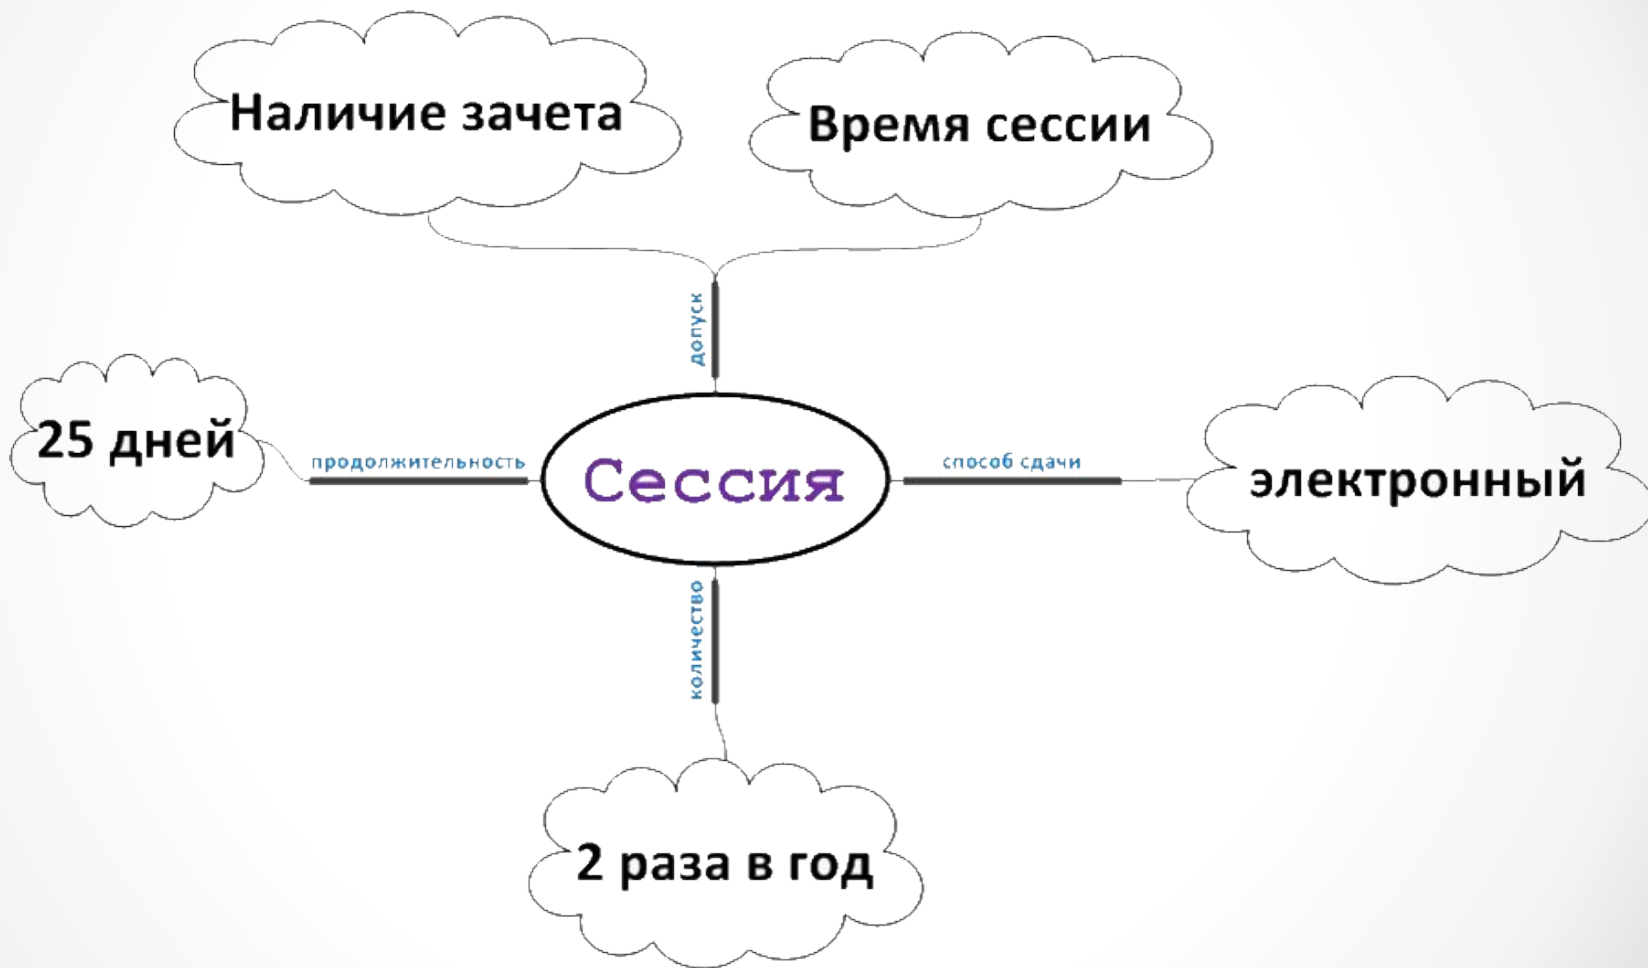 Наличие зачета
Время сессии
допуск
25 дней
продолжительность
Сессия
способ сдачи
электронный
количество
2 раза в год